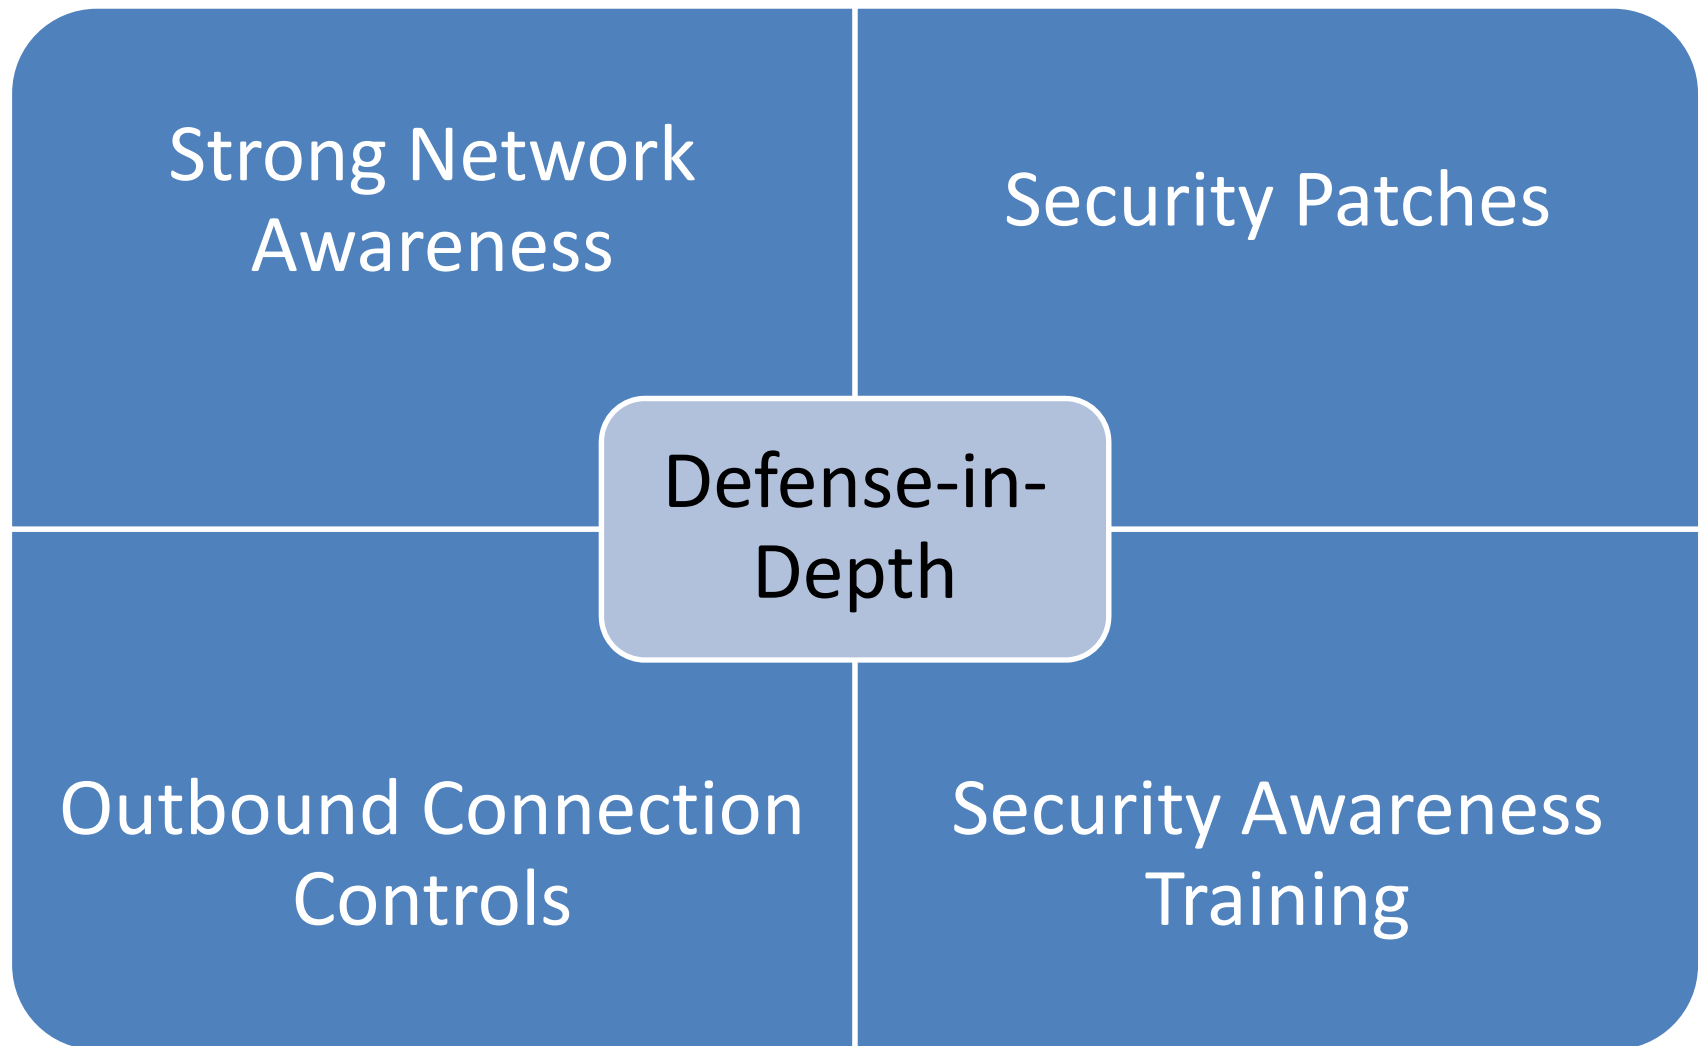 Strong Network
Awareness
Security Patches
Defense-in-
Depth
Outbound Connection
Controls
Security Awareness
Training